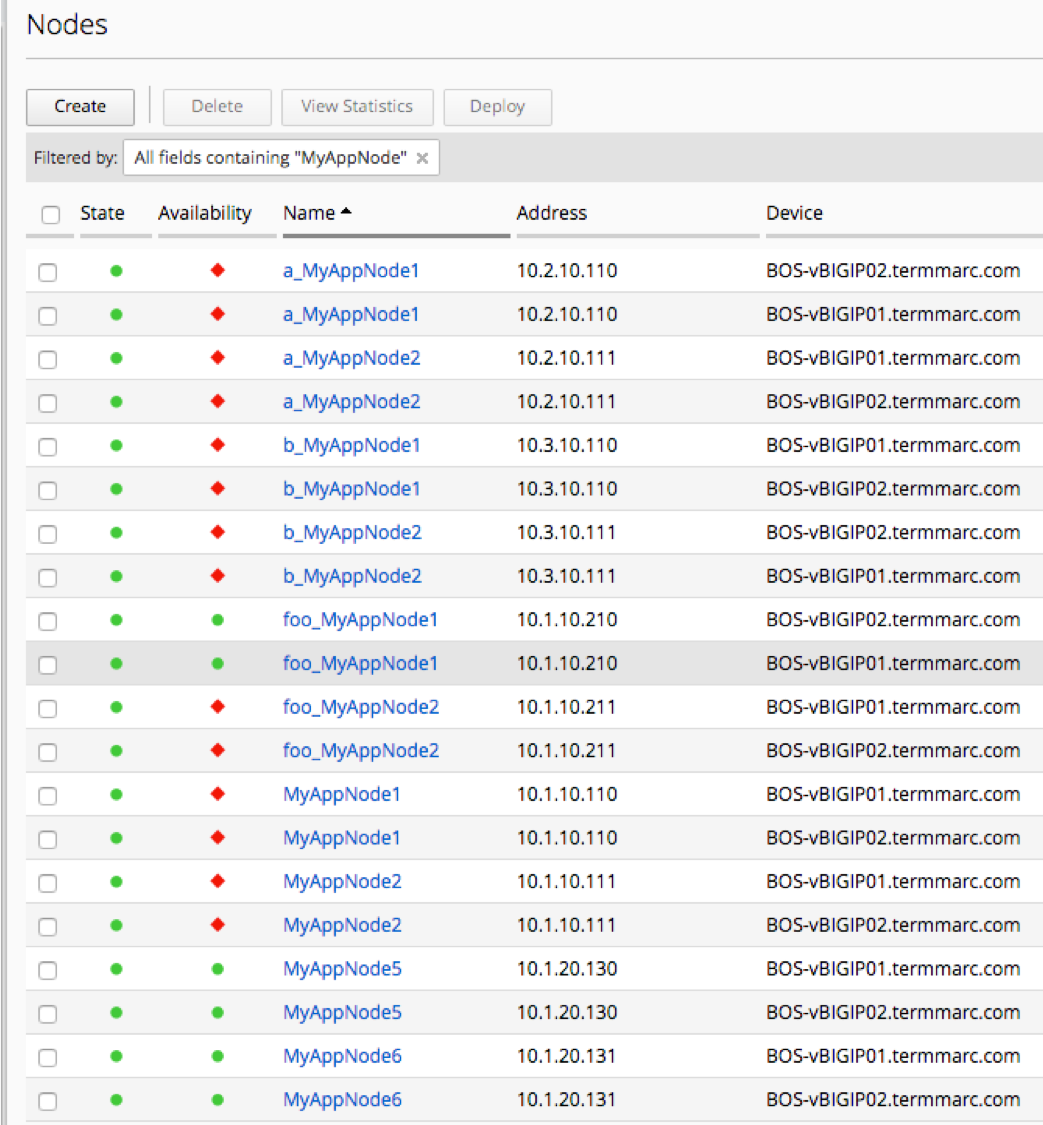 Nodes
Create Delete View Statistics Deploy
Filtered by: All fields containing "MyAppNode" ×
State Availability Name Address Device
a_MyAppNode1 10.2.10.110 BOS-vBIGIP02.termmarc.com
a_MyAppNode1 10.2.10.110 BOS-vBIGIP01.termmarc.com
a_MyAppNode2 10.2.10.111 BOS-vBIGIP01.termmarc.com
a_MyAppNode2 10.2.10.111 BOS-vBIGIP02.termmarc.com
b_MyAppNode1 10.3.10.110 BOS-vBIGIP01.termmarc.com
b_MyAppNode1 10.3.10.110 BOS-vBIGIP02.termmarc.com
b_MyAppNode2 10.3.10.111 BOS-vBIGIP02.termmarc.com
b_MyAppNode2 10.3.10.111 BOS-vBIGIP01.termmarc.com
foo_MyAppNode1 10.1.10.210 BOS-vBIGIP02.termmarc.com
foo_MyAppNode1 10.1.10.210 BOS-vBIGIP01.termmarc.com
foo_MyAppNode2 10.1.10.211 BOS-vBIGIP01.termmarc.com
foo_MyAppNode2 10.1.10.211 BOS-vBIGIP02.termmarc.com
MyAppNode1 10.1.10.110 BOS-vBIGIP01.termmarc.com
MyAppNode1 10.1.10.110 BOS-vBIGIP02.termmarc.com
MyAppNode2 10.1.10.111 BOS-vBIGIP01.termmarc.com
MyAppNode2 10.1.10.111 BOS-vBIGIP02.termmarc.com
MyAppNode5 10.1.20.130 BOS-vBIGIP01.termmarc.com
MyAppNode5 10.1.20.130 BOS-vBIGIP02.termmarc.com
MyAppNode6 10.1.20.131 BOS-vBIGIP01.termmarc.com
MyAppNode6 10.1.20.131 BOS-vBIGIP02.termmarc.com